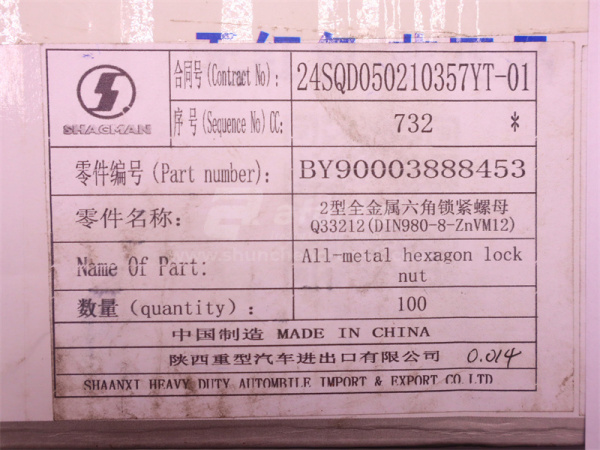 SHACMAN
合同号(Contract No): 24SQD050210357YT-01
序号(Sequence No)CC: 732 *
零件编号(Part number): BY90003888453
零件名称: 2型全金属六角锁紧螺母
Q33212(DIN980-8-ZnVM12)
Name Of Part: All-metal hexagon lock
nut
数量(quantity): 100
中国制造 MADE IN CHINA
陕西重型汽车进出口有限公司 0.014
SHAANXI HEAVY DUTY AUTOMBILE IMPORT & EXPORT CO LTD